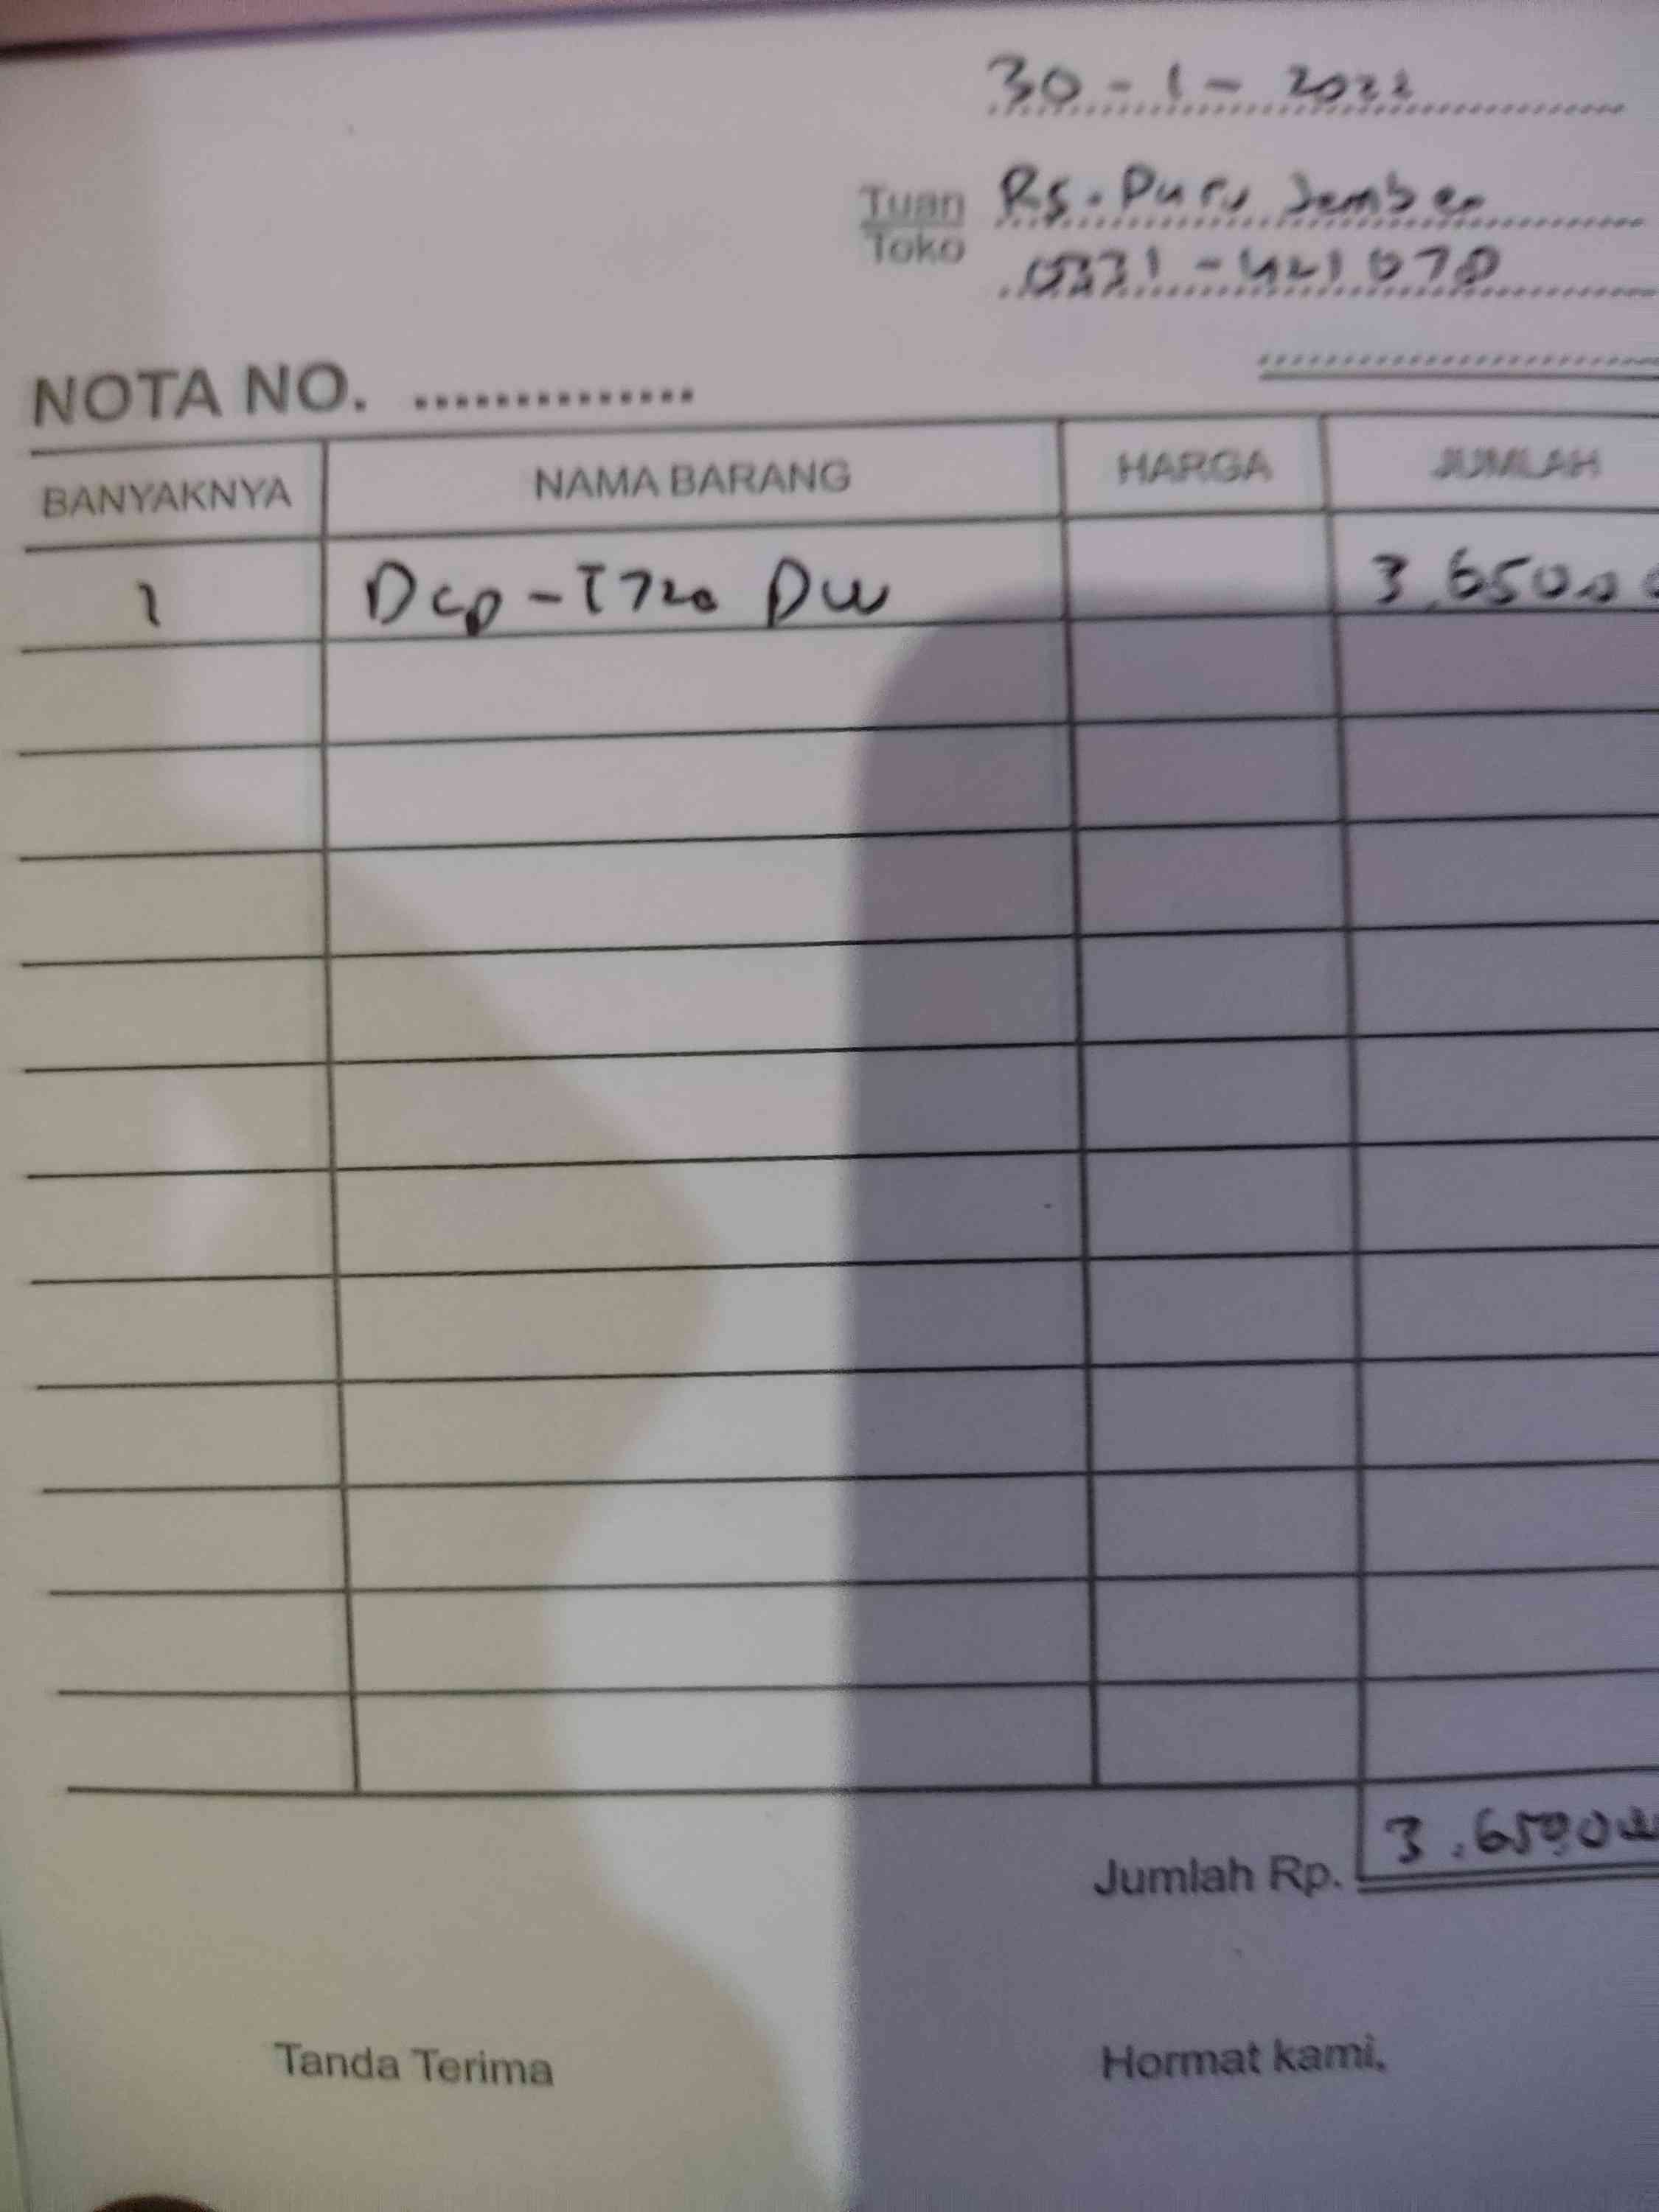 30 - 1 - 2022
Tuan Rs. Paru Jember
Toko 0331 - 421078
NOTA NO. ..............
BANYAKNYA NAMA BARANG HARGA JUMLAH
1 Dcp - T720 DW 3.650.00
Jumlah Rp. 3.650.000
Tanda Terima Hormat kami,